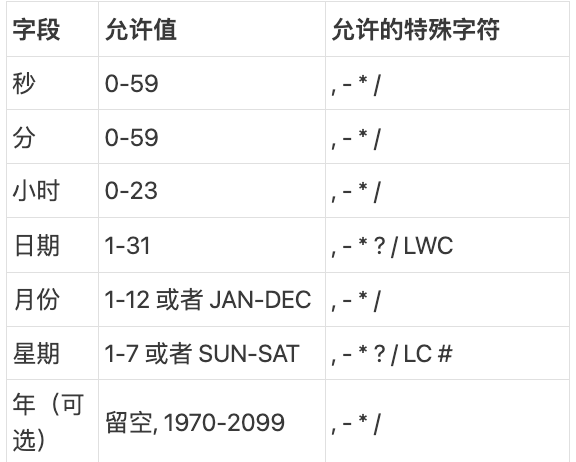 字段 允许值 允许的特殊字符
秒 0-59 , - * /
分 0-59 , - * /
小时 0-23 , - * /
日期 1-31 , - * ? / LWC
月份 1-12 或者 JAN-DEC , - * /
星期 1-7 或者 SUN-SAT , - * ? / LC #
年（可
选） 留空, 1970-2099 , - * /